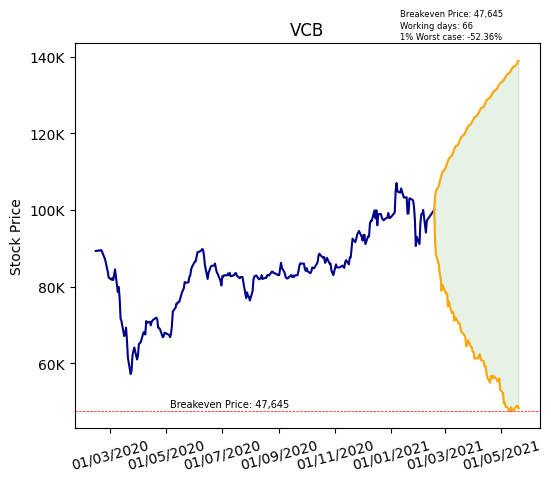 Breakeven Price: 47,645
Working days: 66
1% Worst case: -52.36%
VCB
140K
120K
100K
80K
60K
Stock Price
Breakeven Price: 47,645
01/03/2020
01/05/2020
01/07/2020
01/09/2020
01/11/2020
01/01/2021
01/03/2021
01/05/2021